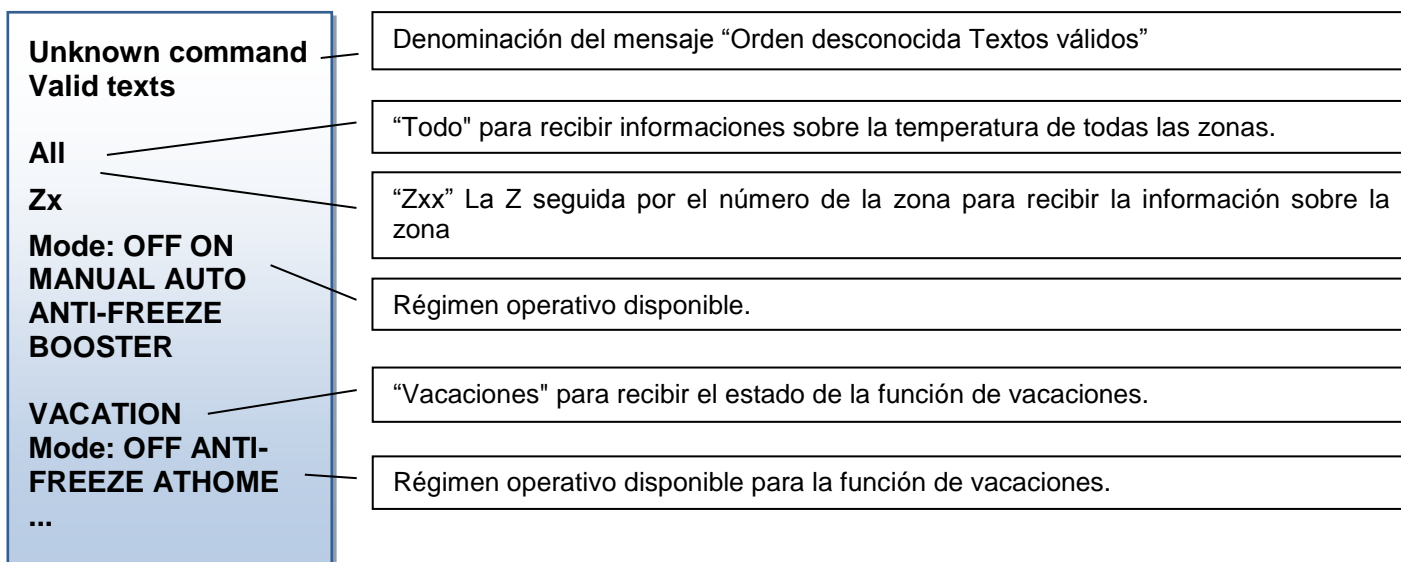 Unknown command
Valid texts
All
Zx
Mode: OFF ON
MANUAL AUTO
ANTI-FREEZE
BOOSTER
VACATION
Mode: OFF ANTI-
FREEZE ATHOME
...
Denominación del mensaje “Orden desconocida Textos válidos”
“Todo" para recibir informaciones sobre la temperatura de todas las zonas.
“Zxx” La Z seguida por el número de la zona para recibir la información sobre la
zona
Régimen operativo disponible.
“Vacaciones" para recibir el estado de la función de vacaciones.
Régimen operativo disponible para la función de vacaciones.